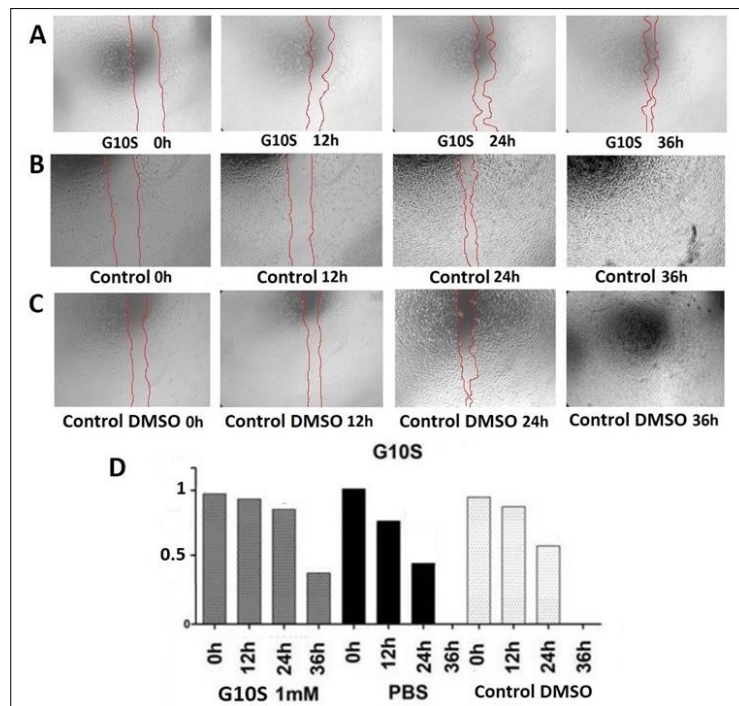 A
G10S 0h
G10S 12h
G10S 24h
G10S 36h
B
Control 0h
Control 12h
Control 24h
Control 36h
C
Control DMSO 0h
Control DMSO 12h
Control DMSO 24h
Control DMSO 36h
D
G10S
1
0.5
0
0h
12h
24h
36h
0h
12h
24h
36h
0h
12h
24h
36h
G10S 1mM
PBS
Control DMSO